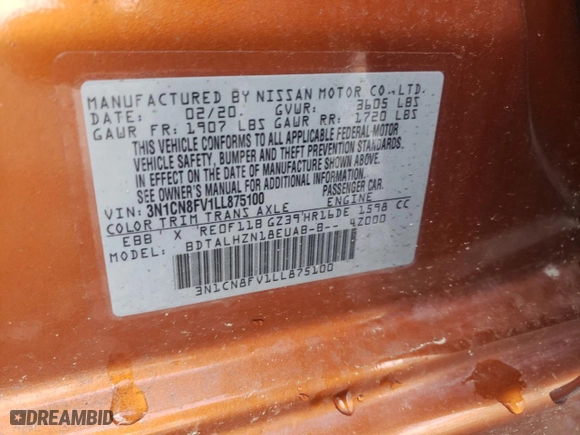 MANUFACTURED BY NISSAN MOTOR CO.,LTD.
DATE: 02/20. GVWR: 3605 LBS
GAWR FR: 1907 LBS GAWR RR: 1720 LBS
THIS VEHICLE CONFORMS TO ALL APPLICABLE FEDERAL MOTOR
VEHICLE SAFETY, BUMPER AND THEFT PREVENTION STANDARDS
IN EFFECT ON THE DATE OF MANUFACTURE SHOWN ABOVE.
SEE OWNER'S MANUAL FOR ADDITIONAL INFORMATION.
VIN: 3N1CN8FV1LL875100 PASSENGER CAR.
COLOR TRIM TRANS AXLE ENGINE
EBB X RE0F11B GZ39 HR16DE 1598 CC
MODEL: BDTALHZN18EUAB-B-- 4Z000
3N1CN8FV1LL875100
DREAMBID